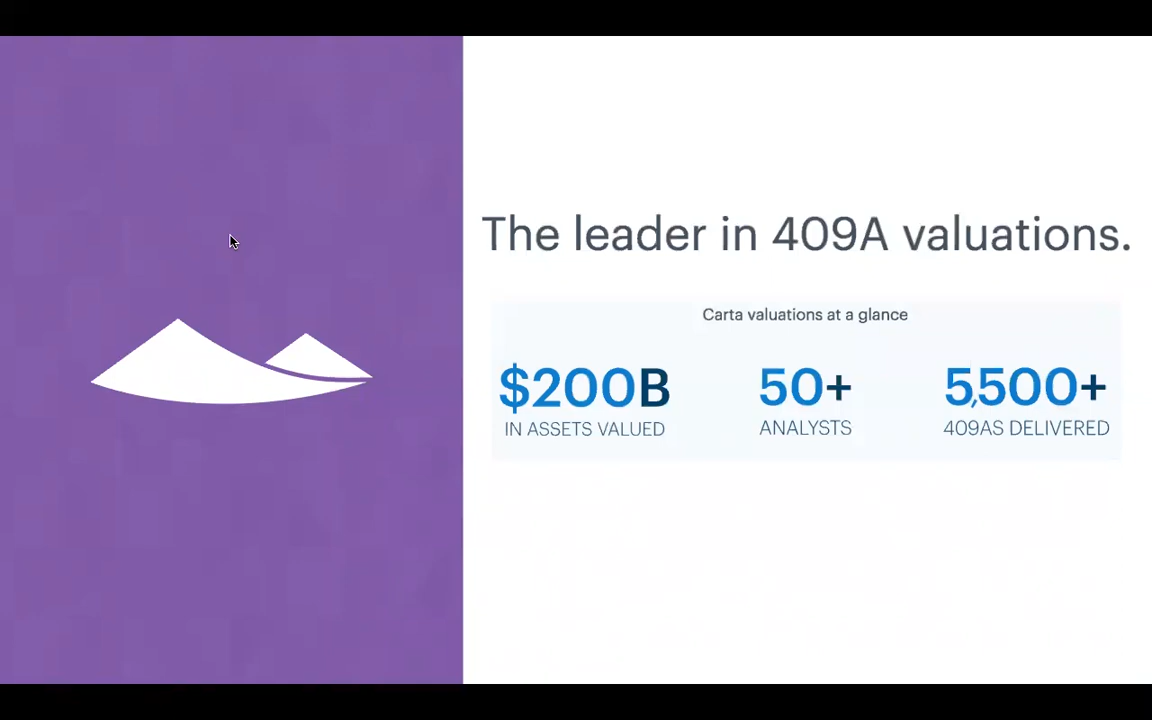 The leader in 409A valuations.
Carta valuations at a glance
$200B 50+ 5,500+
IN ASSETS VALUED ANALYSTS 409AS DELIVERED